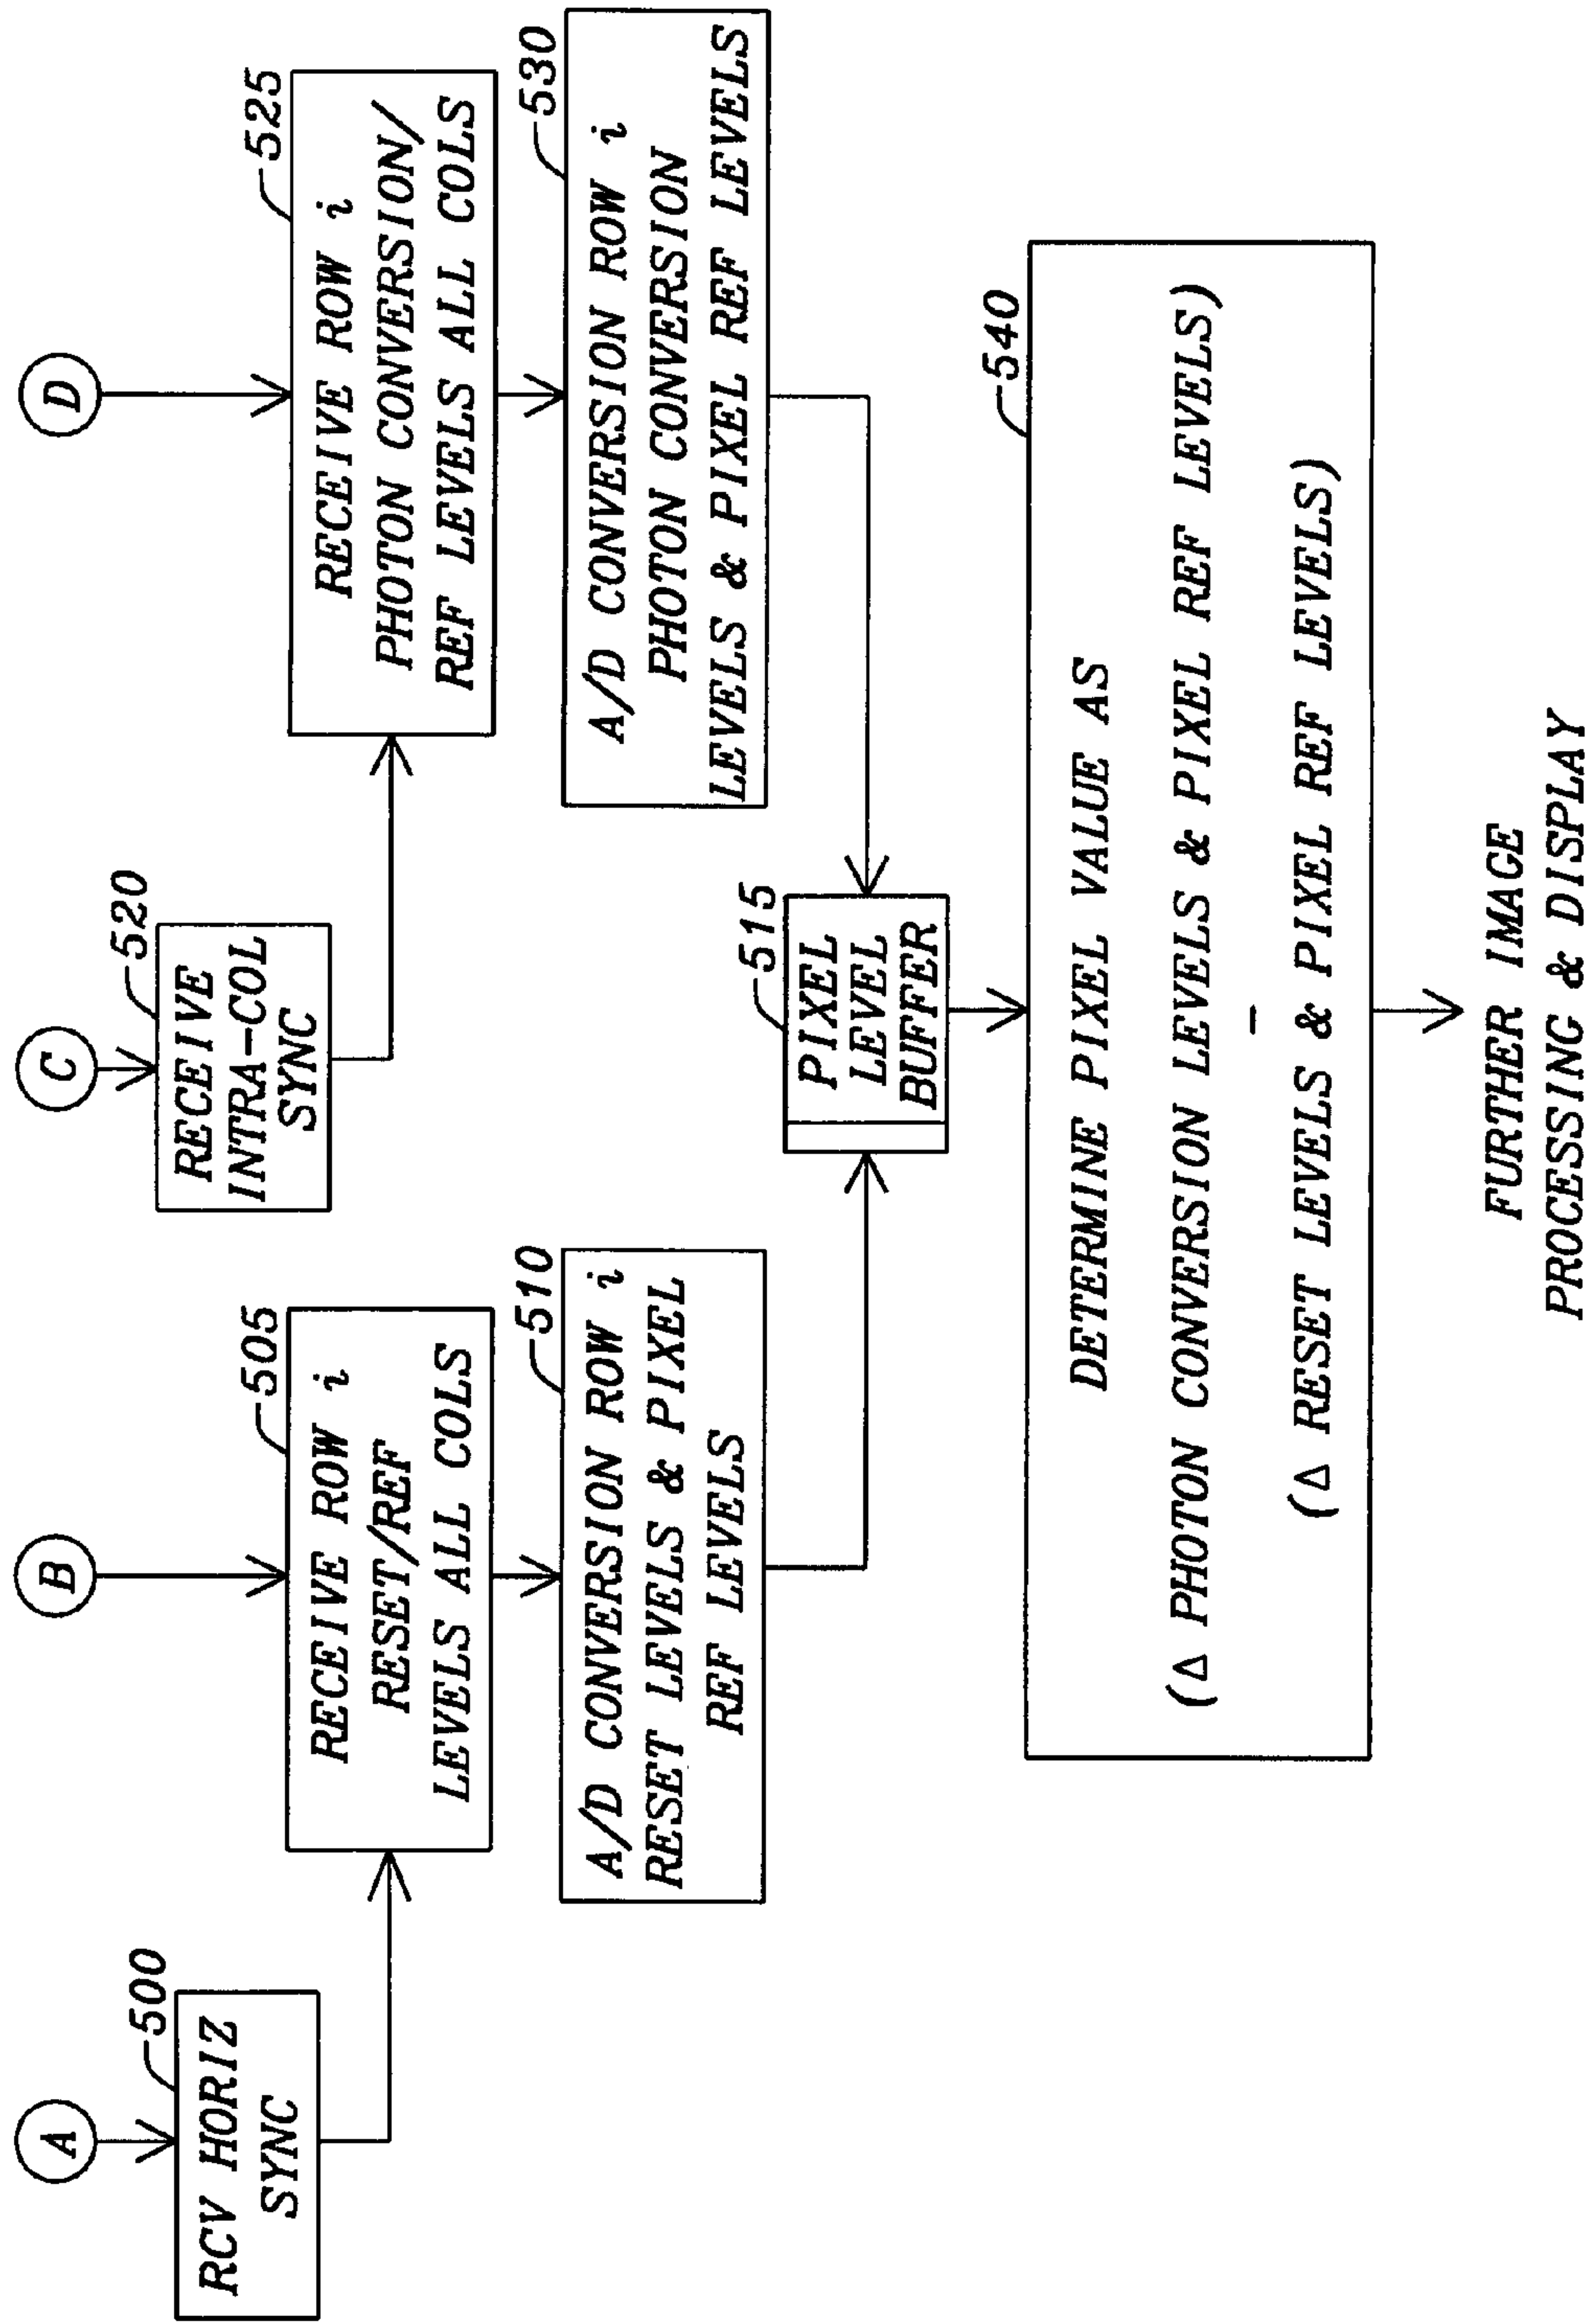 A
B
C
D
500
RCV HORIZ
SYNC
505
RECEIVE ROW i
RESET/REF
LEVELS ALL COLS
510
A/D CONVERSION ROW i
RESET LEVELS & PIXEL
REF LEVELS
520
RECEIVE
INTRA-COL
SYNC
525
RECEIVE ROW i
PHOTON CONVERSION/
REF LEVELS ALL COLS
530
A/D CONVERSION ROW i
PHOTON CONVERSION
LEVELS & PIXEL REF LEVELS
515
PIXEL
LEVEL
BUFFER
540
DETERMINE PIXEL VALUE AS
(Δ PHOTON CONVERSION LEVELS & PIXEL REF LEVELS)
–
(Δ RESET LEVELS & PIXEL REF LEVELS)
FURTHER IMAGE
PROCESSING & DISPLAY